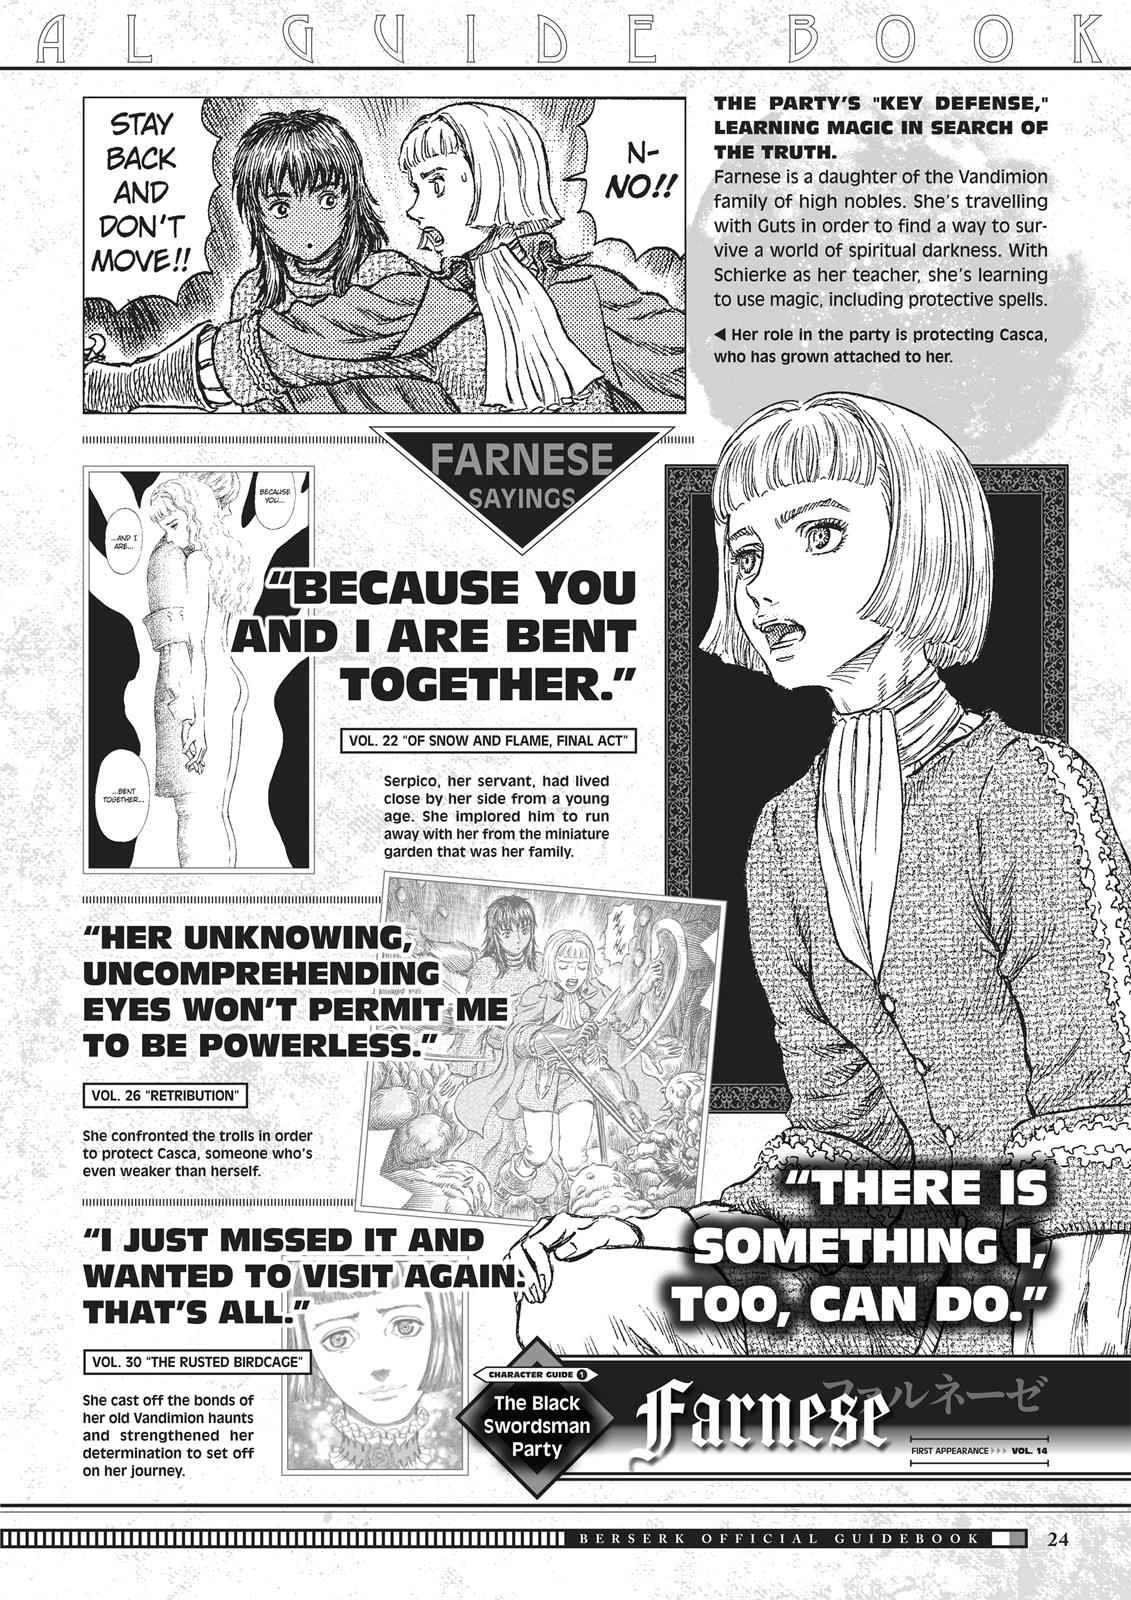 AL GUIDE BOOK
STAY
BACK
AND
DON'T
MOVE!!
N-
NO!!
THE PARTY'S "KEY DEFENSE,"
LEARNING MAGIC IN SEARCH OF
THE TRUTH.
Farnese is a daughter of the Vandimion
family of high nobles. She's travelling
with Guts in order to find a way to sur-
vive a world of spiritual darkness. With
Schierke as her teacher, she's learning
to use magic, including protective spells.
◀ Her role in the party is protecting Casca,
who has grown attached to her.
FARNESE
SAYINGS
BECAUSE
YOU...
...AND I
ARE...
...BENT
TOGETHER...
"BECAUSE YOU
AND I ARE BENT
TOGETHER."
VOL. 22 "OF SNOW AND FLAME, FINAL ACT"
Serpico, her servant, had lived
close by her side from a young
age. She implored him to run
away with her from the miniature
garden that was her family.
"HER UNKNOWING,
UNCOMPREHENDING
EYES WON'T PERMIT ME
TO BE POWERLESS."
VOL. 26 "RETRIBUTION"
She confronted the trolls in order
to protect Casca, someone who's
even weaker than herself.
"I JUST MISSED IT AND
WANTED TO VISIT AGAIN.
THAT'S ALL."
VOL. 30 "THE RUSTED BIRDCAGE"
She cast off the bonds of
her old Vandimion haunts
and strengthened her
determination to set off
on her journey.
"THERE IS
SOMETHING I,
TOO, CAN DO."
CHARACTER GUIDE 1
The Black
Swordsman
Party
Farnese
ファルネーゼ
FIRST APPEARANCE ▷▷▷ VOL. 14
BERSERK OFFICIAL GUIDEBOOK
24